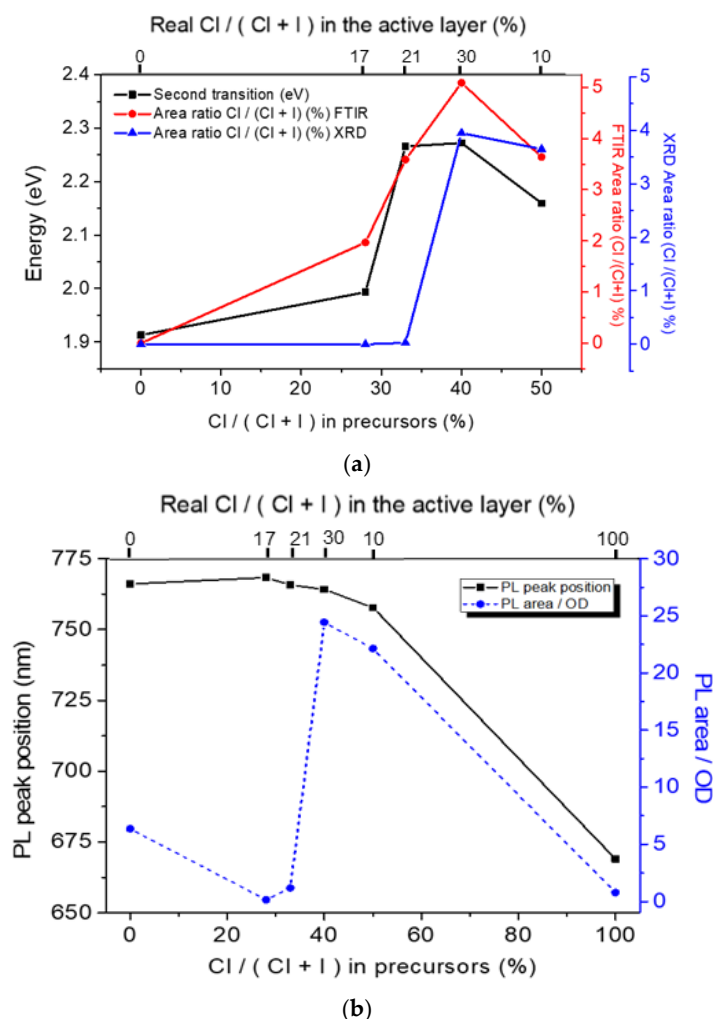 Real Cl / ( Cl + I ) in the active layer (%)
0 17 21 30 10
2.4
2.3
2.2
2.1
2.0
1.9
Energy (eV)
Second transition (eV)
Area ratio Cl / (Cl + I) (%) FTIR
Area ratio Cl / (Cl + I) (%) XRD
5
4
3
2
1
0
FTIR Area ratio (Cl /(Cl+I) %)
5
4
3
2
1
0
XRD Area ratio (Cl /(Cl+I) %)
0 10 20 30 40 50
Cl / ( Cl + I ) in precursors (%)
(a)
Real Cl / ( Cl + I ) in the active layer (%)
0 17 21 30 10 100
775
750
725
700
675
650
PL peak position (nm)
PL peak position
PL area / OD
30
25
20
15
10
5
0
PL area / OD
0 20 40 60 80 100
Cl / ( Cl + I ) in precursors (%)
(b)